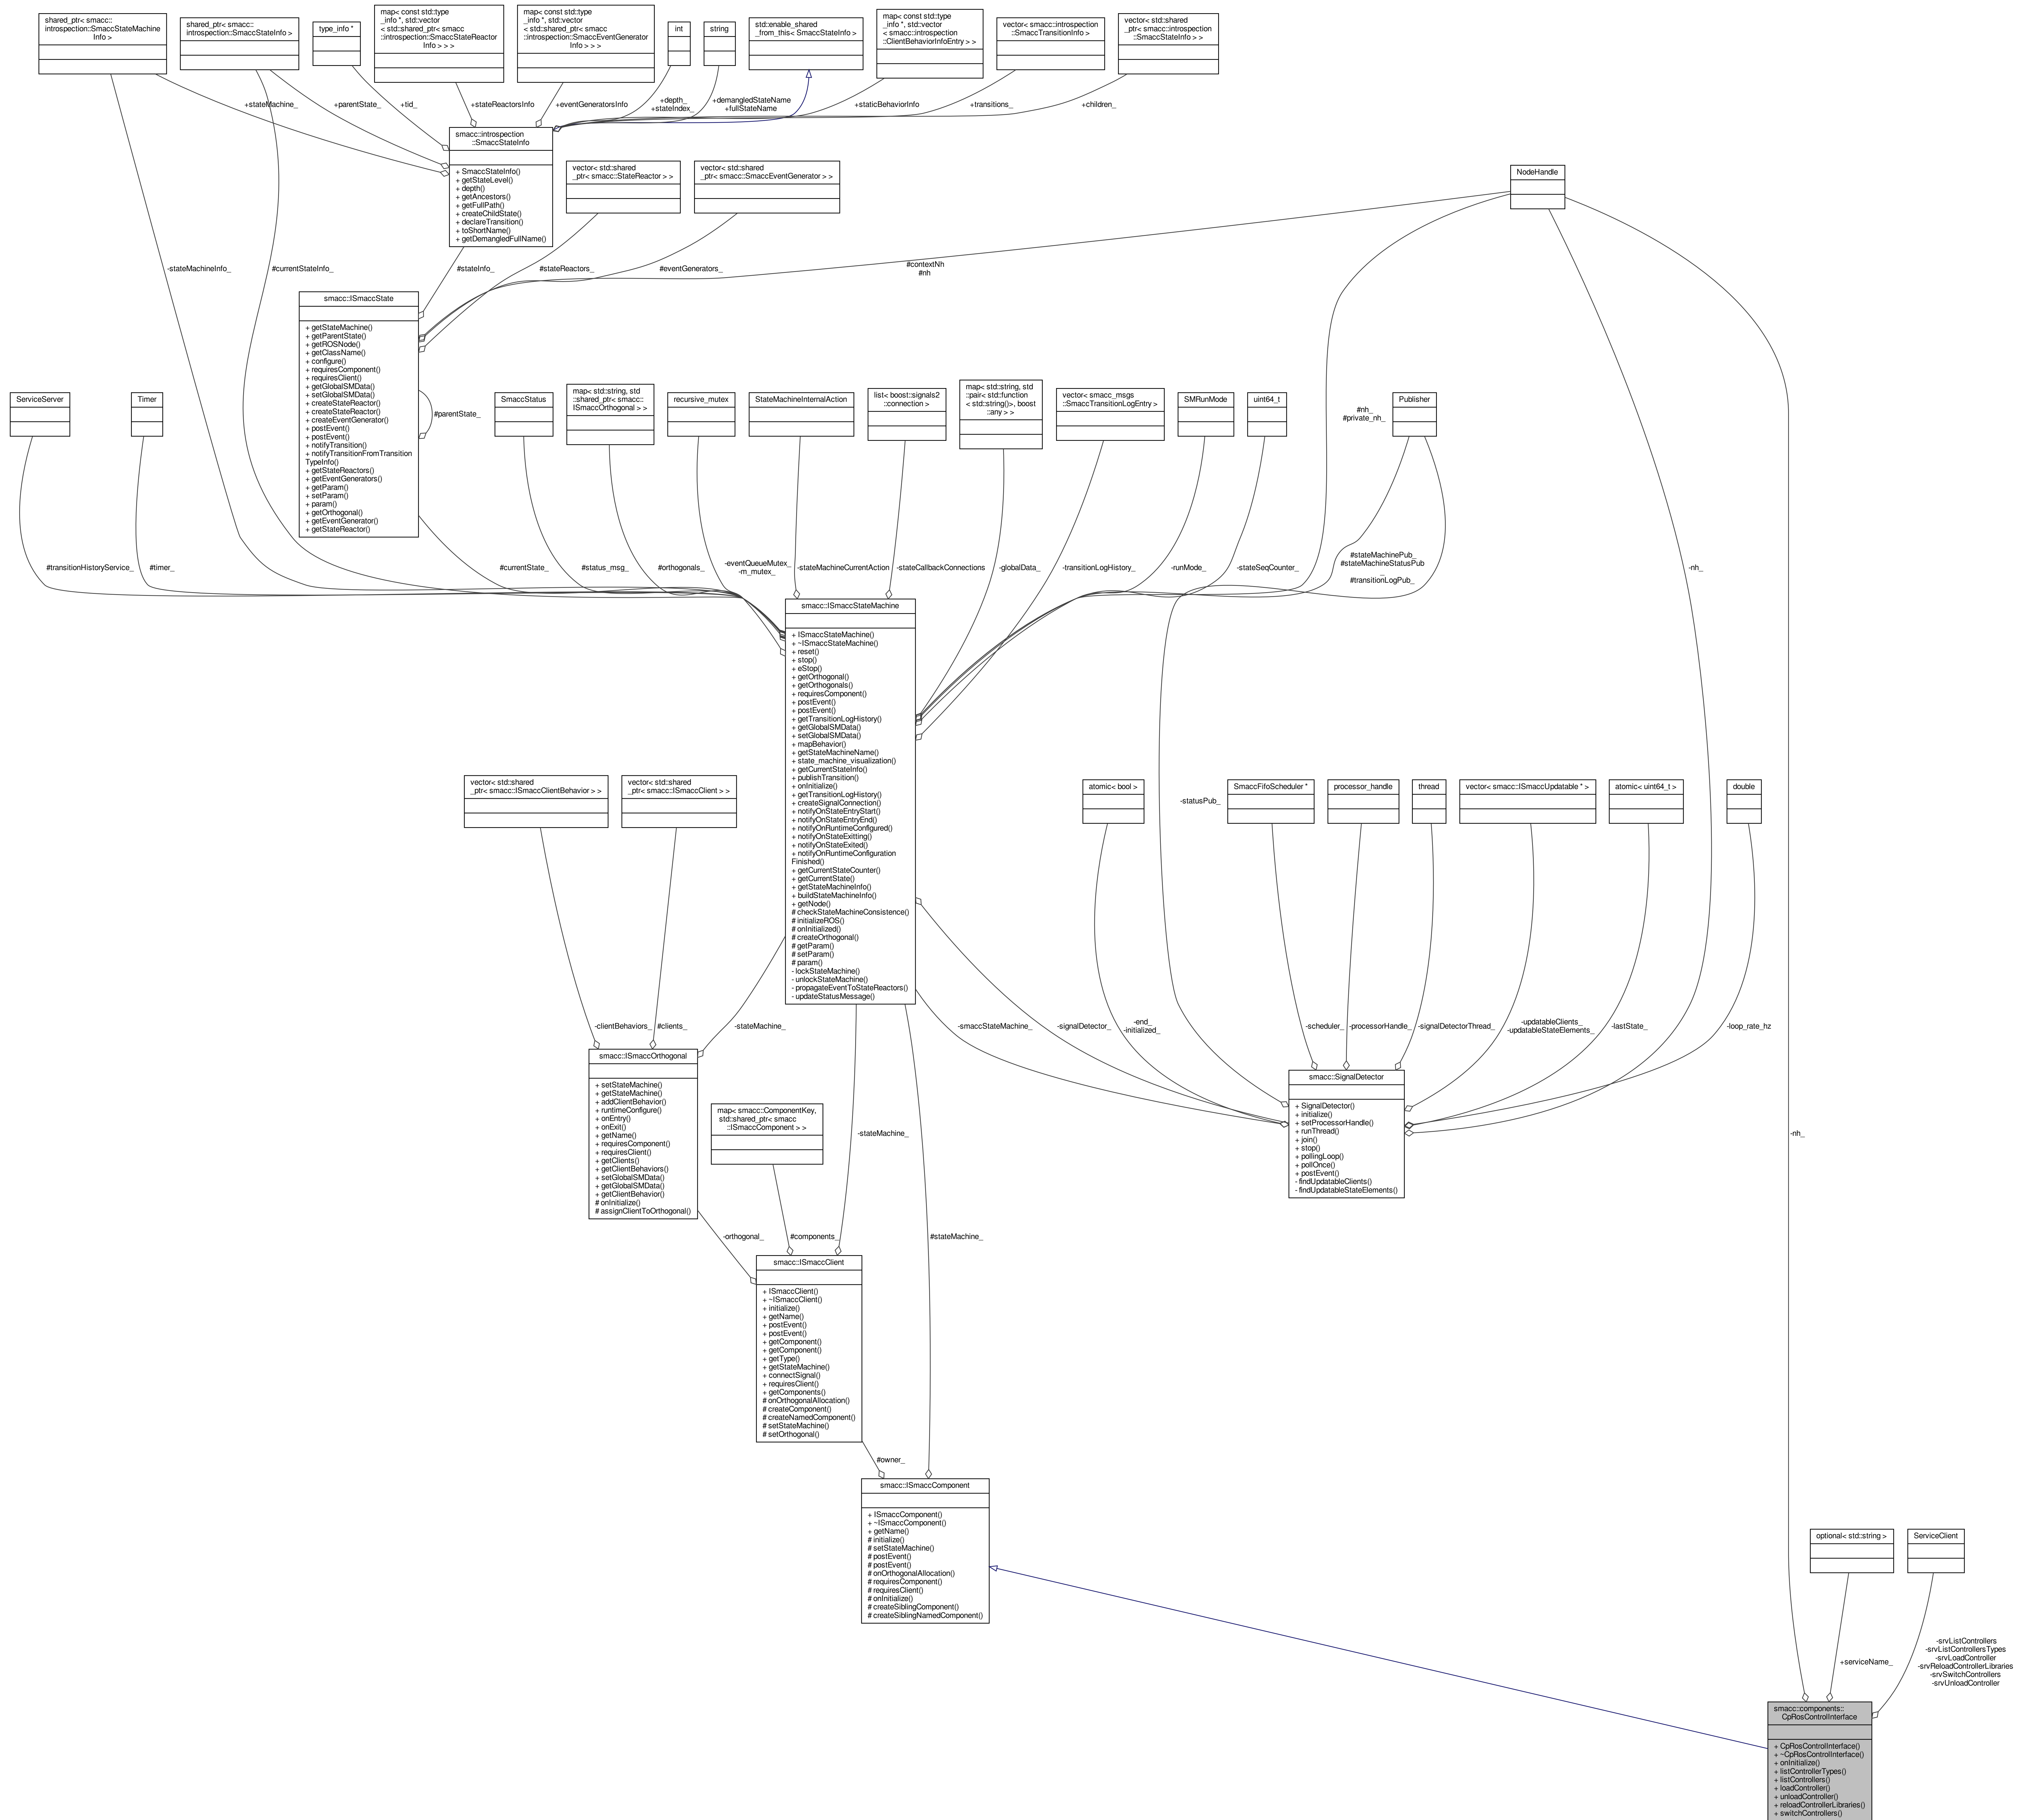 shared_ptr< smacc::
introspection::SmaccStateMachine
Info >
shared_ptr< smacc::
introspection::SmaccStateInfo >
type_info *
map< const std::type
_info *, std::vector
< std::shared_ptr< smacc
::introspection::SmaccStateReactor
Info > > >
map< const std::type
_info *, std::vector
< std::shared_ptr< smacc
::introspection::SmaccEventGenerator
Info > > >
int
string
std::enable_shared
_from_this< SmaccStateInfo >
map< const std::type
_info *, std::vector
< smacc::introspection
::ClientBehaviorInfoEntry > >
vector< smacc::introspection
::SmaccTransitionInfo >
vector< std::shared
_ptr< smacc::introspection
::SmaccStateInfo > >
+stateMachine_
+parentState_
+tid_
+stateReactorsInfo
+eventGeneratorsInfo
+depth_
+stateIndex_
+demangledStateName
+fullStateName
+staticBehaviorInfo
+transitions_
+children_
smacc::introspection
::SmaccStateInfo
+ SmaccStateInfo()
+ getStateLevel()
+ depth()
+ getAncestors()
+ getFullPath()
+ createChildState()
+ declareTransition()
+ toShortName()
+ getDemangledFullName()
vector< std::shared
_ptr< smacc::StateReactor > >
vector< std::shared
_ptr< smacc::SmaccEventGenerator > >
NodeHandle
-stateMachineInfo_
#currentStateInfo_
#stateInfo_
#stateReactors_
#eventGenerators_
#contextNh
#nh
smacc::ISmaccState
+ getStateMachine()
+ getParentState()
+ getROSNode()
+ getClassName()
+ configure()
+ requiresComponent()
+ requiresClient()
+ getGlobalSMData()
+ setGlobalSMData()
+ createStateReactor()
+ createStateReactor()
+ createEventGenerator()
+ postEvent()
+ postEvent()
+ notifyTransition()
+ notifyTransitionFromTransition
TypeInfo()
+ getStateReactors()
+ getEventGenerators()
+ getParam()
+ setParam()
+ param()
+ getOrthogonal()
+ getEventGenerator()
+ getStateReactor()
#parentState_
ServiceServer
Timer
SmaccStatus
map< std::string, std
::shared_ptr< smacc::
ISmaccOrthogonal > >
recursive_mutex
StateMachineInternalAction
list< boost::signals2
::connection >
map< std::string, std
::pair< std::function
< std::string()>, boost
::any > >
vector< smacc_msgs
::SmaccTransitionLogEntry >
SMRunMode
uint64_t
#nh_
#private_nh_
Publisher
#transitionHistoryService_
#timer_
#currentState_
#status_msg_
#orthogonals_
-eventQueueMutex_
-m_mutex_
-stateMachineCurrentAction
-stateCallbackConnections
-globalData_
-transitionLogHistory_
-runMode_
-stateSeqCounter_
#stateMachinePub_
#stateMachineStatusPub
_
#transitionLogPub_
-nh_
smacc::ISmaccStateMachine
+ ISmaccStateMachine()
+ ~ISmaccStateMachine()
+ reset()
+ stop()
+ eStop()
+ getOrthogonal()
+ getOrthogonals()
+ requiresComponent()
+ postEvent()
+ postEvent()
+ getTransitionLogHistory()
+ getGlobalSMData()
+ setGlobalSMData()
+ mapBehavior()
+ getStateMachineName()
+ state_machine_visualization()
+ getCurrentStateInfo()
+ publishTransition()
+ onInitialize()
+ getTransitionLogHistory()
+ createSignalConnection()
+ notifyOnStateEntryStart()
+ notifyOnStateEntryEnd()
+ notifyOnRuntimeConfigured()
+ notifyOnStateExitting()
+ notifyOnStateExited()
+ notifyOnRuntimeConfiguration
Finished()
+ getCurrentStateCounter()
+ getCurrentState()
+ getStateMachineInfo()
+ buildStateMachineInfo()
+ getNode()
# checkStateMachineConsistence()
# initializeROS()
# onInitialized()
# createOrthogonal()
# getParam()
# setParam()
# param()
- lockStateMachine()
- unlockStateMachine()
- propagateEventToStateReactors()
- updateStatusMessage()
vector< std::shared
_ptr< smacc::ISmaccClientBehavior > >
vector< std::shared
_ptr< smacc::ISmaccClient > >
atomic< bool >
-statusPub_
SmaccFifoScheduler *
processor_handle
thread
vector< smacc::ISmaccUpdatable * >
atomic< uint64_t >
double
-clientBehaviors_
#clients_
-stateMachine_
-smaccStateMachine_
-signalDetector_
-end_
-initialized_
-scheduler_
-processorHandle_
-signalDetectorThread_
-updatableClients_
-updatableStateElements_
-lastState_
-loop_rate_hz
smacc::ISmaccOrthogonal
+ setStateMachine()
+ getStateMachine()
+ addClientBehavior()
+ runtimeConfigure()
+ onEntry()
+ onExit()
+ getName()
+ requiresComponent()
+ requiresClient()
+ getClients()
+ getClientBehaviors()
+ setGlobalSMData()
+ getGlobalSMData()
+ getClientBehavior()
# onInitialize()
# assignClientToOrthogonal()
map< smacc::ComponentKey,
std::shared_ptr< smacc
::ISmaccComponent > >
-stateMachine_
smacc::SignalDetector
+ SignalDetector()
+ initialize()
+ setProcessorHandle()
+ runThread()
+ join()
+ stop()
+ pollingLoop()
+ pollOnce()
+ postEvent()
- findUpdatableClients()
- findUpdatableStateElements()
-nh_
-orthogonal_
#components_
#stateMachine_
smacc::ISmaccClient
+ ISmaccClient()
+ ~ISmaccClient()
+ initialize()
+ getName()
+ postEvent()
+ postEvent()
+ getComponent()
+ getComponent()
+ getType()
+ getStateMachine()
+ connectSignal()
+ requiresClient()
+ getComponents()
# onOrthogonalAllocation()
# createComponent()
# createNamedComponent()
# setStateMachine()
# setOrthogonal()
#owner_
smacc::ISmaccComponent
+ ISmaccComponent()
+ ~ISmaccComponent()
+ getName()
# initialize()
# setStateMachine()
# postEvent()
# postEvent()
# onOrthogonalAllocation()
# requiresComponent()
# requiresClient()
# onInitialize()
# createSiblingComponent()
# createSiblingNamedComponent()
optional< std::string >
ServiceClient
+serviceName_
-srvListControllers
-srvListControllersTypes
-srvLoadController
-srvReloadControllerLibraries
-srvSwitchControllers
-srvUnloadController
smacc::components::
CpRosControlInterface
+ CpRosControlInterface()
+ ~CpRosControlInterface()
+ onInitialize()
+ listControllerTypes()
+ listControllers()
+ loadController()
+ unloadController()
+ reloadControllerLibraries()
+ switchControllers()